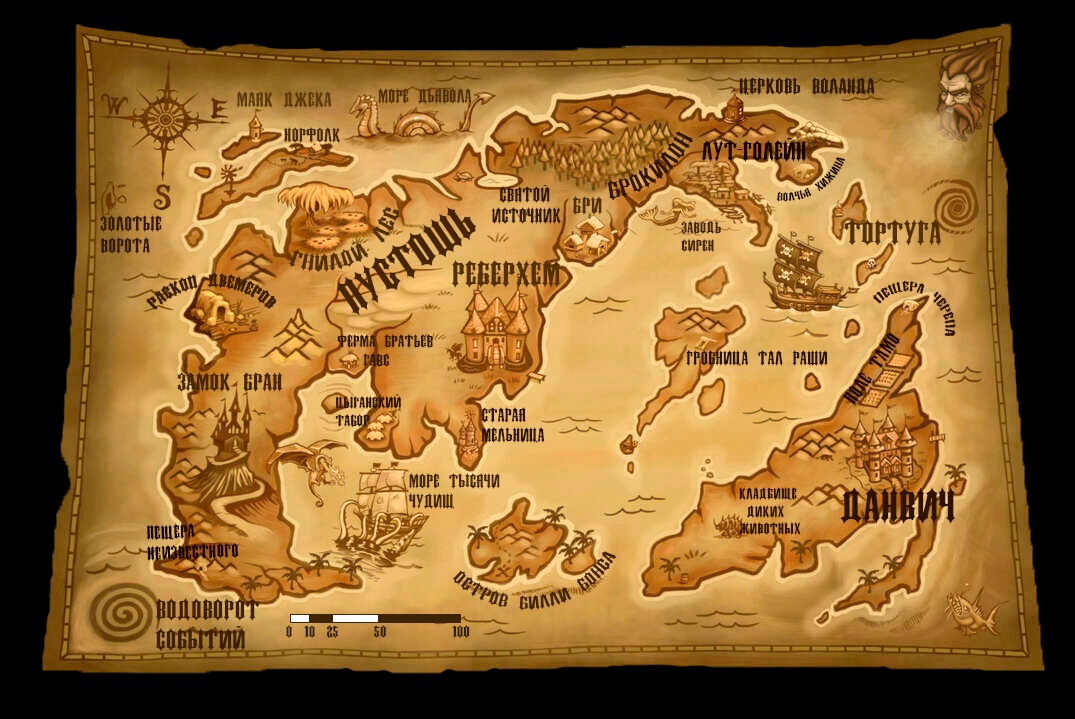 ЦЕРКОВЬ ВОЛАНДА
МАЯК ДЖЕКА
МОРЕ ДЬЯВОЛА
W
E
S
НОРФОЛК
ЛУТ-ГОЛЕЙН
БРОКИЛОН
ВОЛЧЬЯ ХИЖИНА
ЗОЛОТЫЕ
ВОРОТА
СВЯТОЙ
ИСТОЧНИК
БРИ
ЗАВОДЬ
СИРЕН
ТОРТУГА
ГНИЛОЙ ЛЕС
ПУСТОШЬ
РЕБЕРХЕМ
РАСКОП ДВЕМЕРОВ
ПЕЩЕРА ЧЕРЕПА
ФЕРМА БРАТЬЕВ
ГАВС
ГРОБНИЦА ТАЛ РАШИ
ПОЛЕ ТАМО
ЗАМОК БРАН
ЦЫГАНСКИЙ
ТАБОР
СТАРАЯ
МЕЛЬНИЦА
МОРЕ ТЫСЯЧИ
ЧУДИЩ
КЛАДБИЩЕ
ДИКИХ
ЖИВОТНЫХ
ДАНВИЧ
ПЕЩЕРА
НЕИЗВЕСТНОГО
ОСТРОВ БИЛЛИ БОНСА
ВОДОВОРОТ
СОБЫТИЙ
0 10 25 50 100